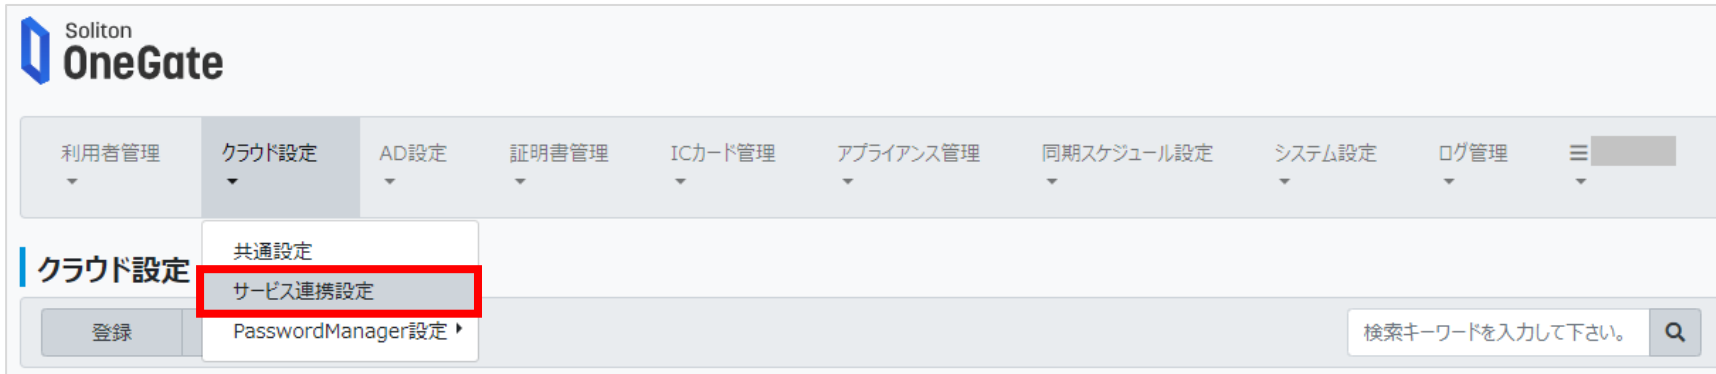 Soliton
OneGate
利用者管理 クラウド設定 AD設定 証明書管理 ICカード管理 アプライアンス管理 同期スケジュール設定 システム設定 ログ管理
共通設定
クラウド設定
サービス連携設定
登録 PasswordManager設定 検索キーワードを入力して下さい。